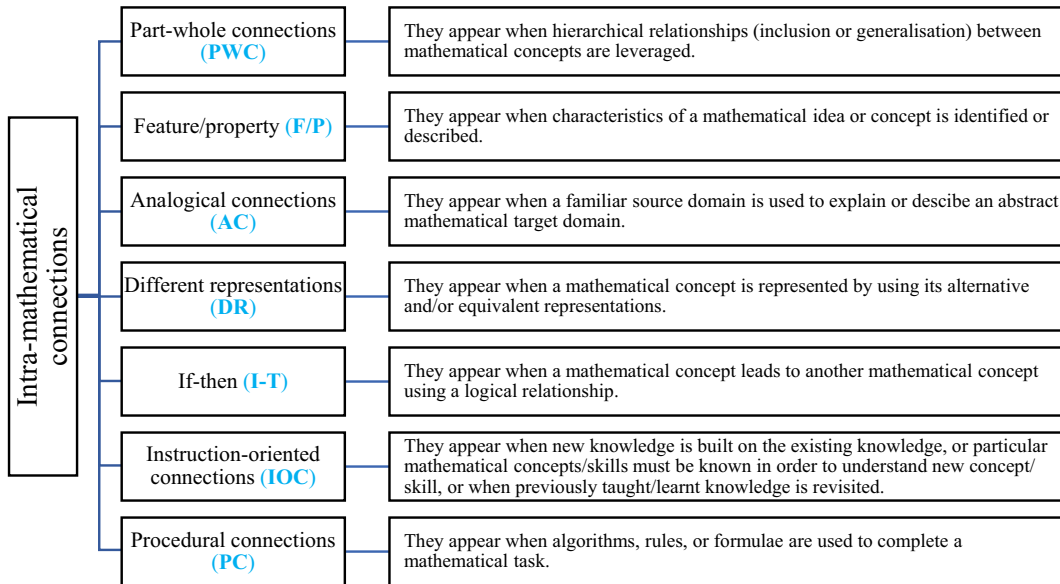 Intra-mathematical
connections
Part-whole connections
(PWC)
They appear when hierarchical relationships (inclusion or generalisation) between
mathematical concepts are leveraged.
Feature/property (F/P)
They appear when characteristics of a mathematical idea or concept is identified or
described.
Analogical connections
(AC)
They appear when a familiar source domain is used to explain or descibe an abstract
mathematical target domain.
Different representations
(DR)
They appear when a mathematical concept is represented by using its alternative
and/or equivalent representations.
If-then (I-T)
They appear when a mathematical concept leads to another mathematical concept
using a logical relationship.
Instruction-oriented
connections (IOC)
They appear when new knowledge is built on the existing knowledge, or particular
mathematical concepts/skills must be known in order to understand new concept/
skill, or when previously taught/learnt knowledge is revisited.
Procedural connections
(PC)
They appear when algorithms, rules, or formulae are used to complete a
mathematical task.